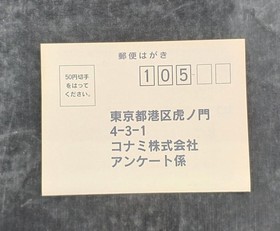 郵便はがき
105
50円切手
をはって
ください。
東京都港区虎ノ門
4-3-1
コナミ株式会社
アンケート係